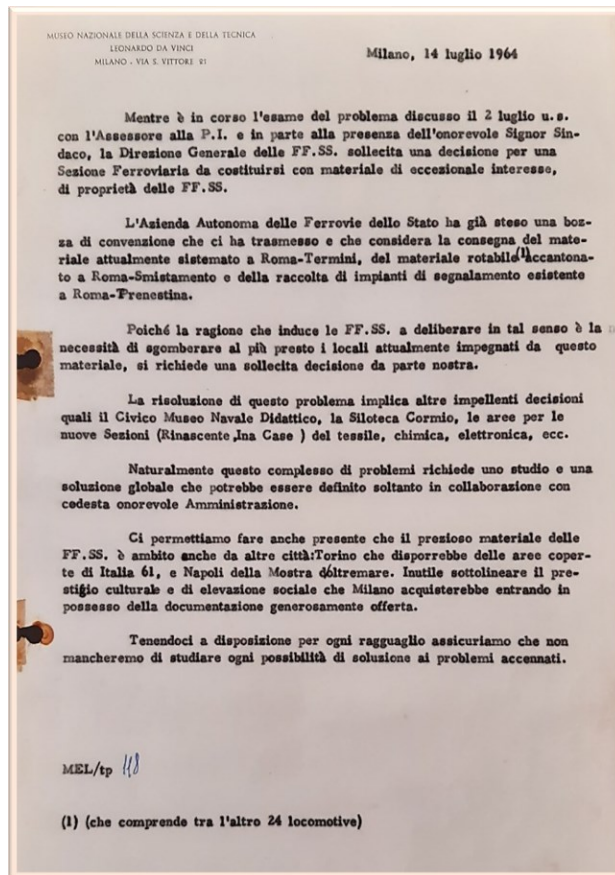 MUSEO NAZIONALE DELLA SCIENZA E DELLA TECNICA
LEONARDO DA VINCI
MILANO - VIA S. VITTORE 21
Milano, 14 luglio 1964
Mentre è in corso l'esame del problema discusso il 2 luglio u.s.
con l'Assessore alla P.I. e in parte alla presenza dell'onorevole Signor Sin-
daco, la Direzione Generale delle FF.SS. sollecita una decisione per una
Sezione Ferroviaria da costituirsi con materiale di eccezionale interesse,
di proprietà delle FF.SS.
L'Azienda Autonoma delle Ferrovie dello Stato ha già steso una boz-
za di convenzione che ci ha trasmesso e che considera la consegna del mate-
riale attualmente sistemato a Roma-Termini, del materiale rotabile(1)accantona-
to a Roma-Smistamento e della raccolta di impianti di segnalamento esistente
a Roma-Prenestina.
Poiché la ragione che induce le FF.SS. a deliberare in tal senso è la
necessità di sgomberare al più presto i locali attualmente impegnati da questo
materiale, si richiede una sollecita decisione da parte nostra.
La risoluzione di questo problema implica altre impellenti decisioni
quali il Civico Museo Navale Didattico, la Siloteca Cormio, le aree per le
nuove Sezioni (Rinascente,Ina Case ) del tessile, chimica, elettronica, ecc.
Naturalmente questo complesso di problemi richiede uno studio e una
soluzione globale che potrebbe essere definito soltanto in collaborazione con
codesta onorevole Amministrazione.
Ci permettiamo fare anche presente che il prezioso materiale delle
FF.SS. è ambito anche da altre città:Torino che disporrebbe delle aree coper-
te di Italia 61, e Napoli della Mostra d'oltremare. Inutile sottolineare il pre-
stigio culturale e di elevazione sociale che Milano acquisterebbe entrando in
possesso della documentazione generosamente offerta.
Tenendoci a disposizione per ogni ragguaglio assicuriamo che non
mancheremo di studiare ogni possibilità di soluzione ai problemi accennati.
MEL/tp 118
(1) (che comprende tra l'altro 24 locomotive)